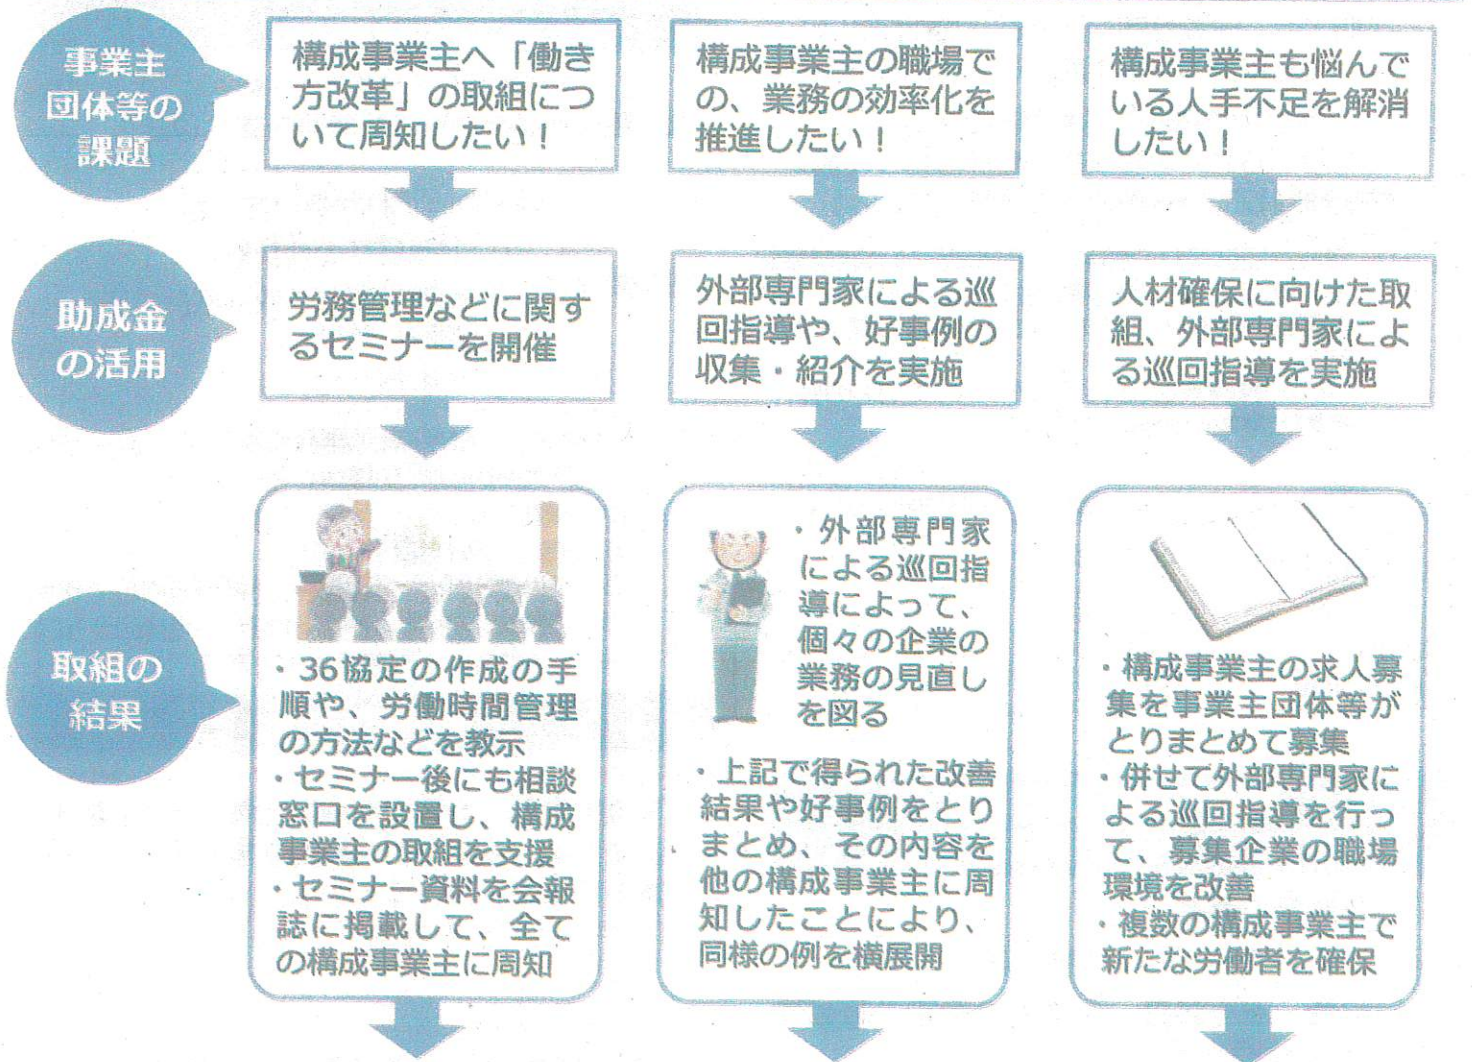 事業主
団体等の
課題
構成事業主へ「働き
方改革」の取組につ
いて周知したい！
構成事業主の職場で
の、業務の効率化を
推進したい！
構成事業主も悩んで
いる人手不足を解消
したい！
助成金
の活用
労務管理などに関す
るセミナーを開催
外部専門家による巡
回指導や、好事例の
収集・紹介を実施
人材確保に向けた取
組、外部専門家によ
る巡回指導を実施
取組の
結果
・36協定の作成の手
順や、労働時間管理
の方法などを教示
・セミナー後にも相談
窓口を設置し、構成
事業主の取組を支援
・セミナー資料を会報
誌に掲載して、全て
の構成事業主に周知
・外部専門家
による巡回指
導によって、
個々の企業の
業務の見直し
を図る
・上記で得られた改善
結果や好事例をとり
まとめ、その内容を
他の構成事業主に周
知したことにより、
同様の例を横展開
・構成事業主の求人募
集を事業主団体等が
とりまとめて募集
・併せて外部専門家に
よる巡回指導を行っ
て、募集企業の職場
環境を改善
・複数の構成事業主で
新たな労働者を確保